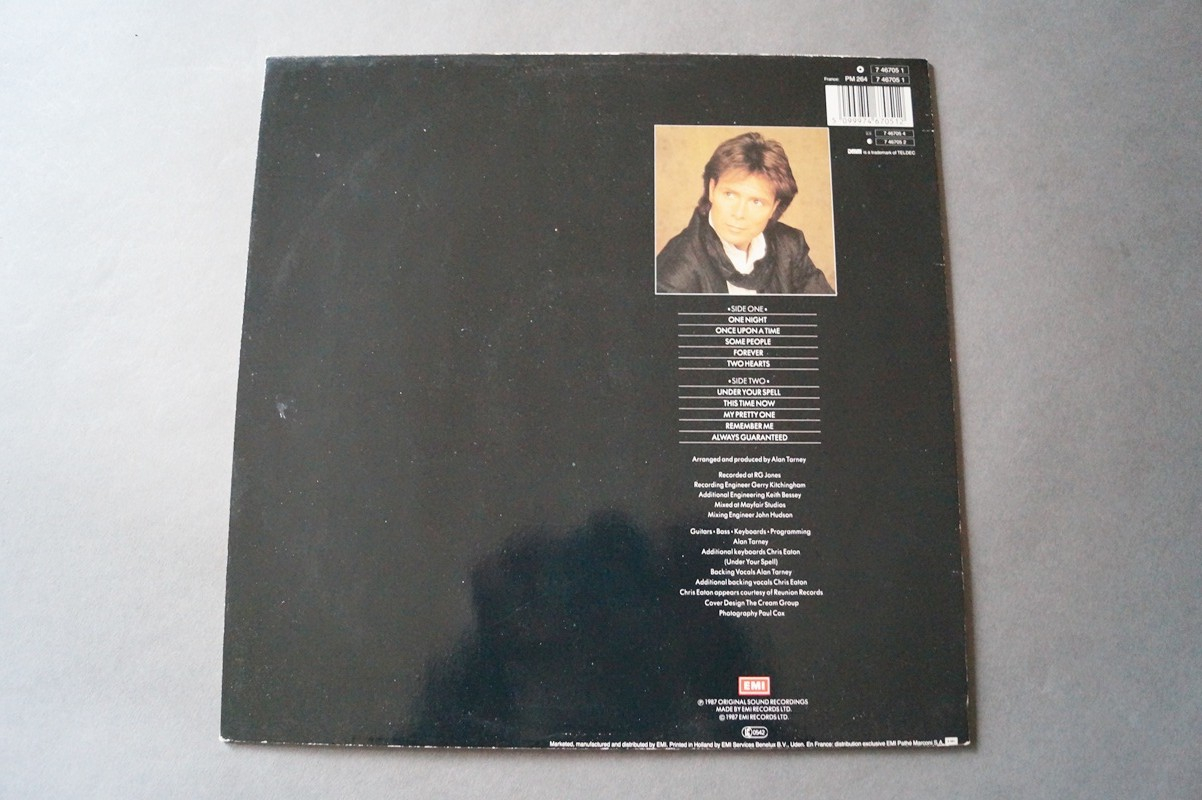 7 46705 1
France: PM 264 7 46705 1
5 099974 670512
7 46705 4
7 46705 2
is a trademark of TELDEC
•SIDE ONE•
ONE NIGHT
ONCE UPON A TIME
SOME PEOPLE
FOREVER
TWO HEARTS
•SIDE TWO•
UNDER YOUR SPELL
THIS TIME NOW
MY PRETTY ONE
REMEMBER ME
ALWAYS GUARANTEED
Arranged and produced by Alan Tarney
Recorded at RG Jones
Recording Engineer Gerry Kitchingham
Additional Engineering Keith Bessey
Mixed at Mayfair Studios
Mixing Engineer John Hudson
Guitars • Bass • Keyboards • Programming
Alan Tarney
Additional keyboards Chris Eaton
(Under Your Spell)
Backing Vocals Alan Tarney
Additional backing vocals Chris Eaton
Chris Eaton appears courtesy of Reunion Records
Cover Design The Cream Group
Photography Paul Cox
EMI
℗ 1987 ORIGINAL SOUND RECORDINGS
MADE BY EMI RECORDS LTD.
© 1987 EMI RECORDS LTD.
0542
Marketed, manufactured and distributed by EMI. Printed in Holland by EMI Services Benelux B.V., Uden. En France: distribution exclusive EMI Pathé Marconi S.A.